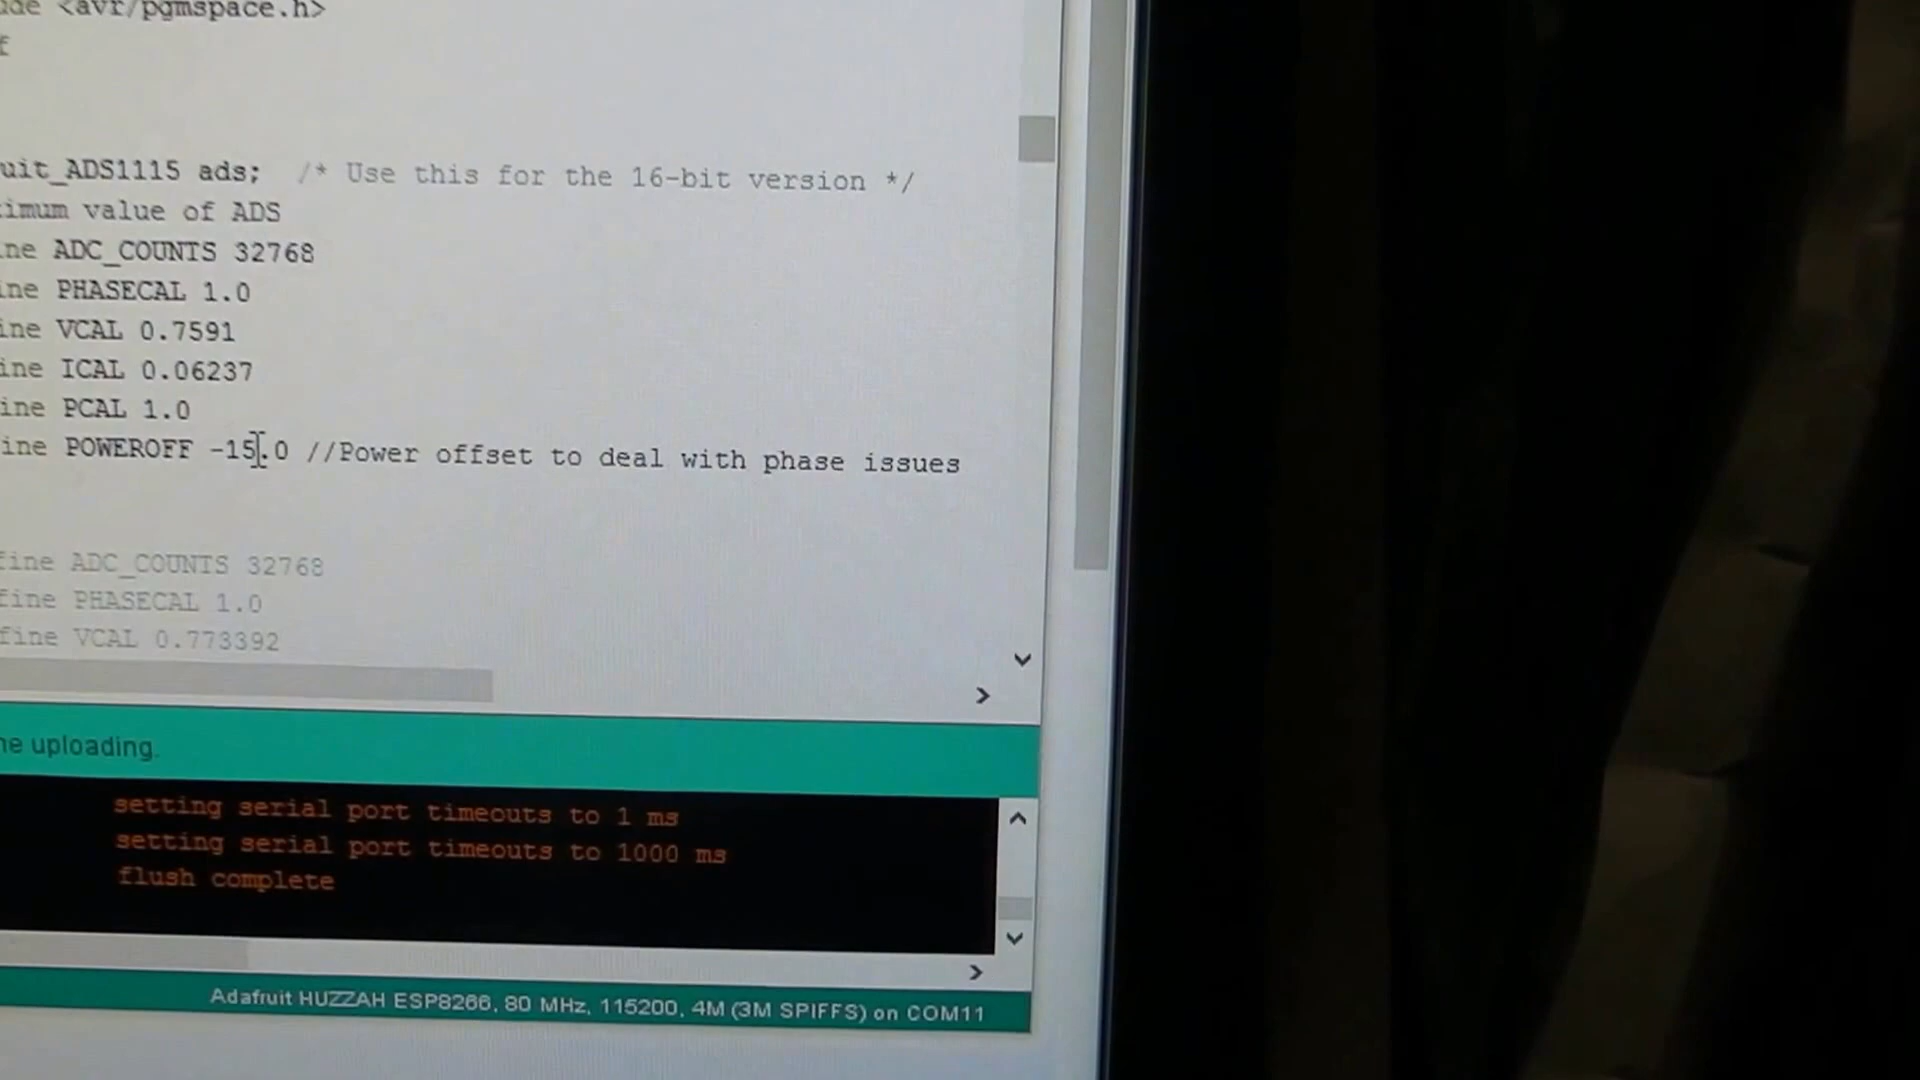 ude <avr/pgmspace.h>
f
uit_ADS1115 ads;  /* Use this for the 16-bit version */
ximum value of ADS
ine ADC_COUNTS 32768
ine PHASECAL 1.0
ine VCAL 0.7591
ine ICAL 0.06237
ine PCAL 1.0
ine POWEROFF -15.0 //Power offset to deal with phase issues
fine ADC_COUNTS 32768
fine PHASECAL 1.0
fine VCAL 0.773392
ne uploading.
setting serial port timeouts to 1 ms
setting serial port timeouts to 1000 ms
flush complete
Adafruit HUZZAH ESP8266, 80 MHz, 115200, 4M (3M SPIFFS) on COM11